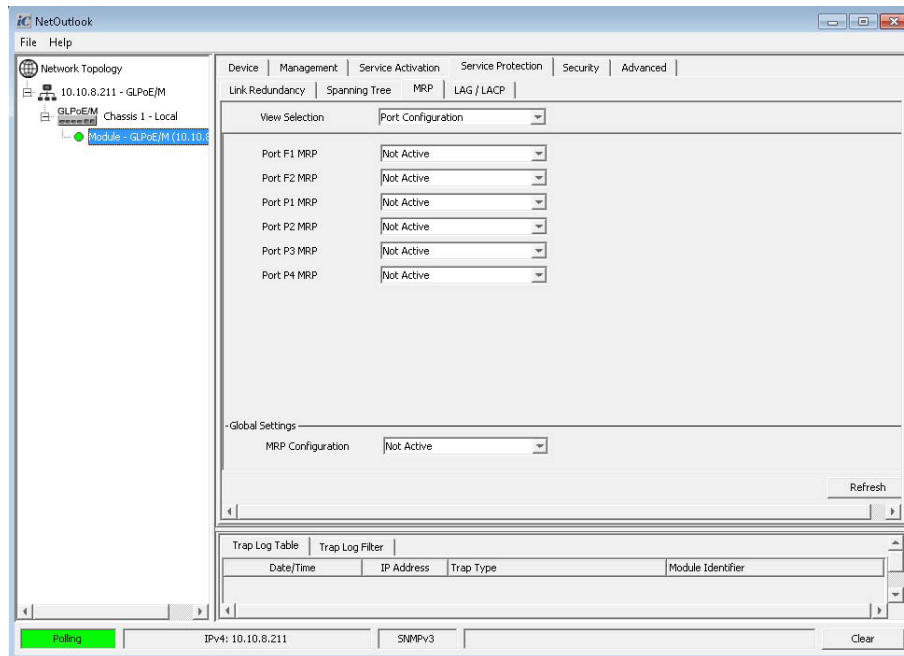 iC NetOutlook
File Help
Network Topology
10.10.8.211 - GLPoE/M
GLPoE/M Chassis 1 - Local
Module - GLPoE/M (10.10.8
Device Management Service Activation Service Protection Security Advanced
Link Redundancy Spanning Tree MRP LAG / LACP
View Selection Port Configuration
Port F1 MRP Not Active
Port F2 MRP Not Active
Port P1 MRP Not Active
Port P2 MRP Not Active
Port P3 MRP Not Active
Port P4 MRP Not Active
Global Settings
MRP Configuration Not Active
Refresh
Trap Log Table Trap Log Filter
Date/Time IP Address Trap Type Module Identifier
Polling IPv4: 10.10.8.211 SNMPv3 Clear